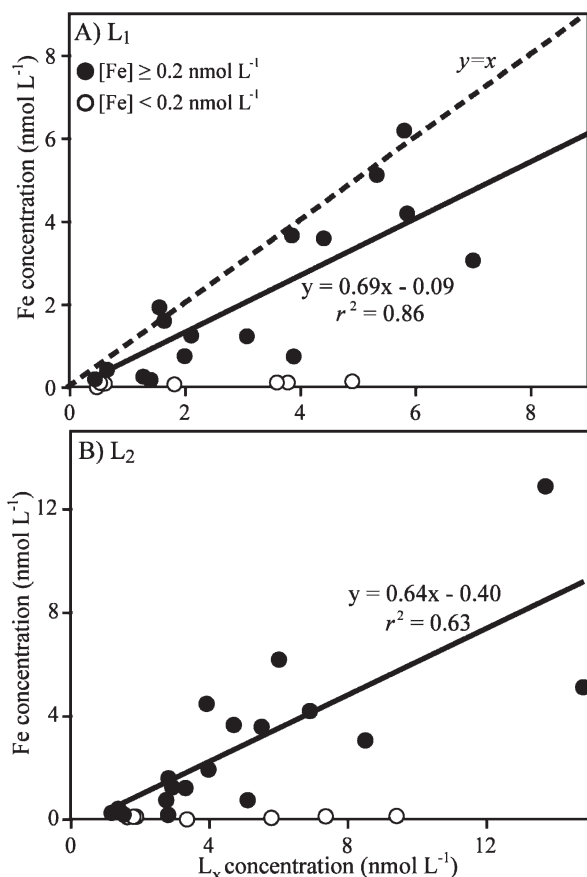 A) L₁
[Fe] ≥ 0.2 nmol L⁻¹
[Fe] < 0.2 nmol L⁻¹
y=x
Fe concentration (nmol L⁻¹)
8
6
4
2
0
y = 0.69x - 0.09
r² = 0.86
0 2 4 6 8
B) L₂
Fe concentration (nmol L⁻¹)
12
8
4
0
y = 0.64x - 0.40
r² = 0.63
0 4 8 12
Lₓ concentration (nmol L⁻¹)